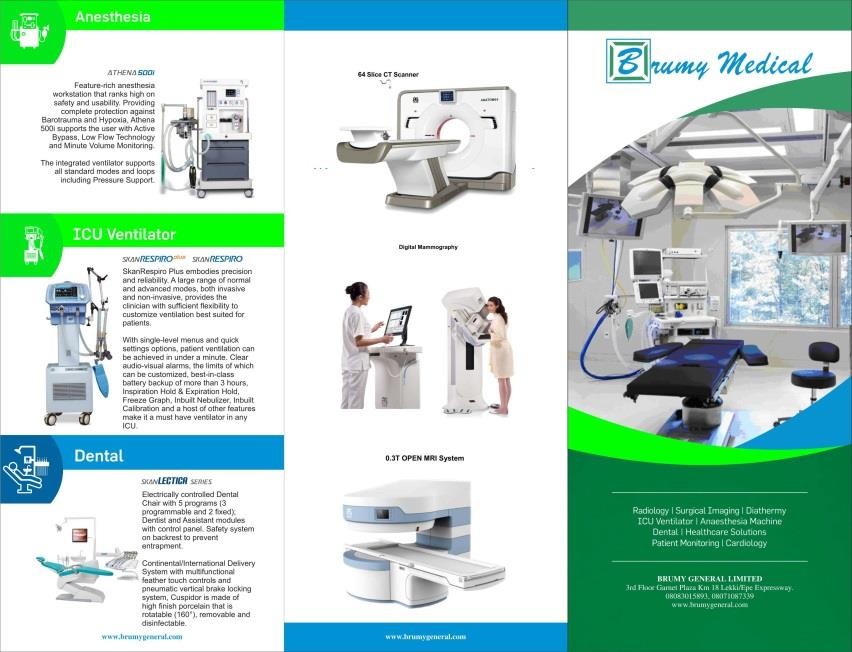 Anesthesia
ATHENA 500i
Feature-rich anesthesia
workstation that ranks high on
safety and usability. Providing
complete protection against
Barotrauma and Hypoxia, Athena
500i supports the user with Active
Bypass, Low Flow Technology
and Minute Volume Monitoring.
The integrated ventilator supports
all standard modes and loops
including Pressure Support.
ICU Ventilator
SKANRESPIRO plus SKANRESPIRO
SkanRespiro Plus embodies precision
and reliability. A large range of normal
and advanced modes, both invasive
and non-invasive, provides the
clinician with sufficient flexibility to
customize ventilation best suited for
patients.
With single-level menus and quick
settings options, patient ventilation can
be achieved in under a minute. Clear
audio-visual alarms, the limits of which
can be customized, best-in-class
battery backup of more than 3 hours,
Inspiration Hold & Expiration Hold,
Freeze Graph, Inbuilt Nebulizer, Inbuilt
Calibration and a host of other features
make it a must have ventilator in any
ICU.
Dental
SKANLECTICA SERIES
Electrically controlled Dental
Chair with 5 programs (3
programmable and 2 fixed);
Dentist and Assistant modules
with control panel. Safety system
on backrest to prevent
entrapment.
Continental/International Delivery
System with multifunctional
feather touch controls and
pneumatic vertical brake locking
system, Cuspidor is made of
high finish porcelain that is
rotatable (160°), removable and
disinfectable.
www.brumygeneral.com
64 Slice CT Scanner
ANATOMY
Digital Mammography
0.3T OPEN MRI System
www.brumygeneral.com
Brumy Medical
Radiology | Surgical Imaging | Diathermy
ICU Ventilator | Anaesthesia Machine
Dental | Healthcare Solutions
Patient Monitoring | Cardiology
BRUMY GENERAL LIMITED
3rd Floor Garnet Plaza Km 18 Lekki/Epe Expressway.
08083015893, 08071087339
www.brumygeneral.com